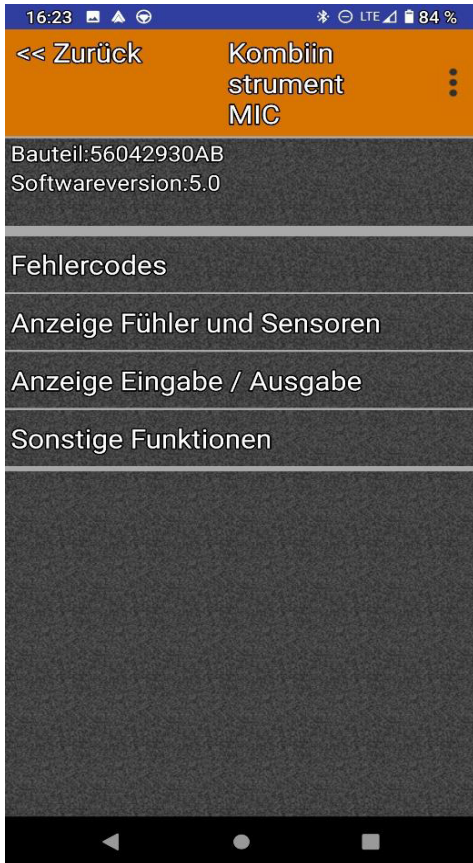 16:23 LTE 84 %
<< Zurück
Kombiin
strument
MIC
Bauteil:56042930AB
Softwareversion:5.0
Fehlercodes
Anzeige Fühler und Sensoren
Anzeige Eingabe / Ausgabe
Sonstige Funktionen